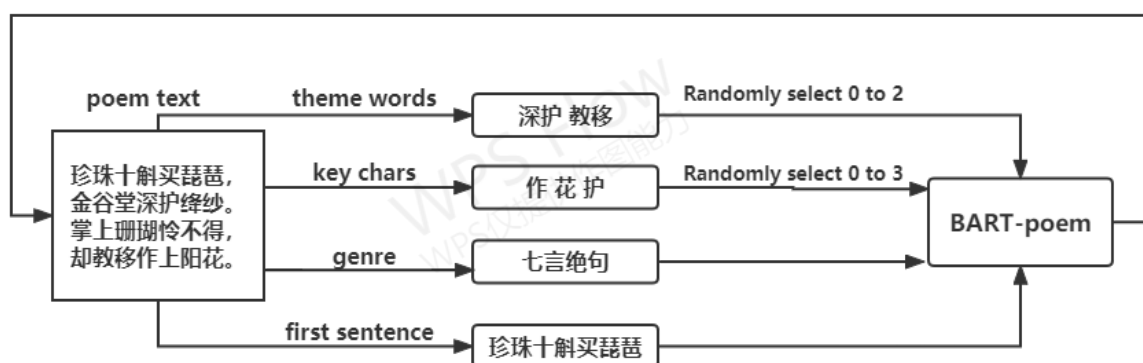 poem text
theme words
深护 教移
Randomly select 0 to 2
珍珠十斛买琵琶，
金谷堂深护绛纱。
掌上珊瑚怜不得，
却教移作上阳花。
key chars
作 花 护
Randomly select 0 to 3
BART-poem
genre
七言绝句
first sentence
珍珠十斛买琵琶
WPS Flow